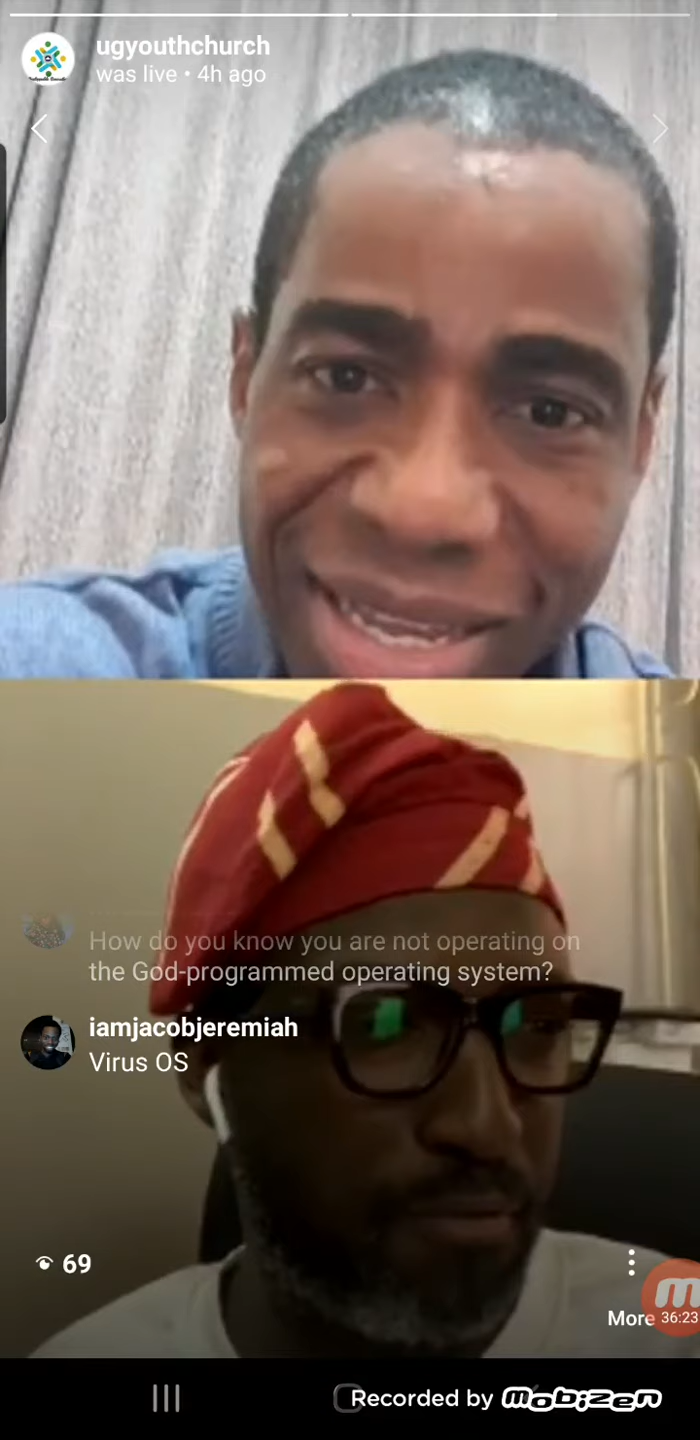 ugyouthchurch
was live • 4h ago
How do you know you are not operating on
the God-programmed operating system?
iamjacobjeremiah
Virus OS
69
More
36:23
Recorded by mobizen